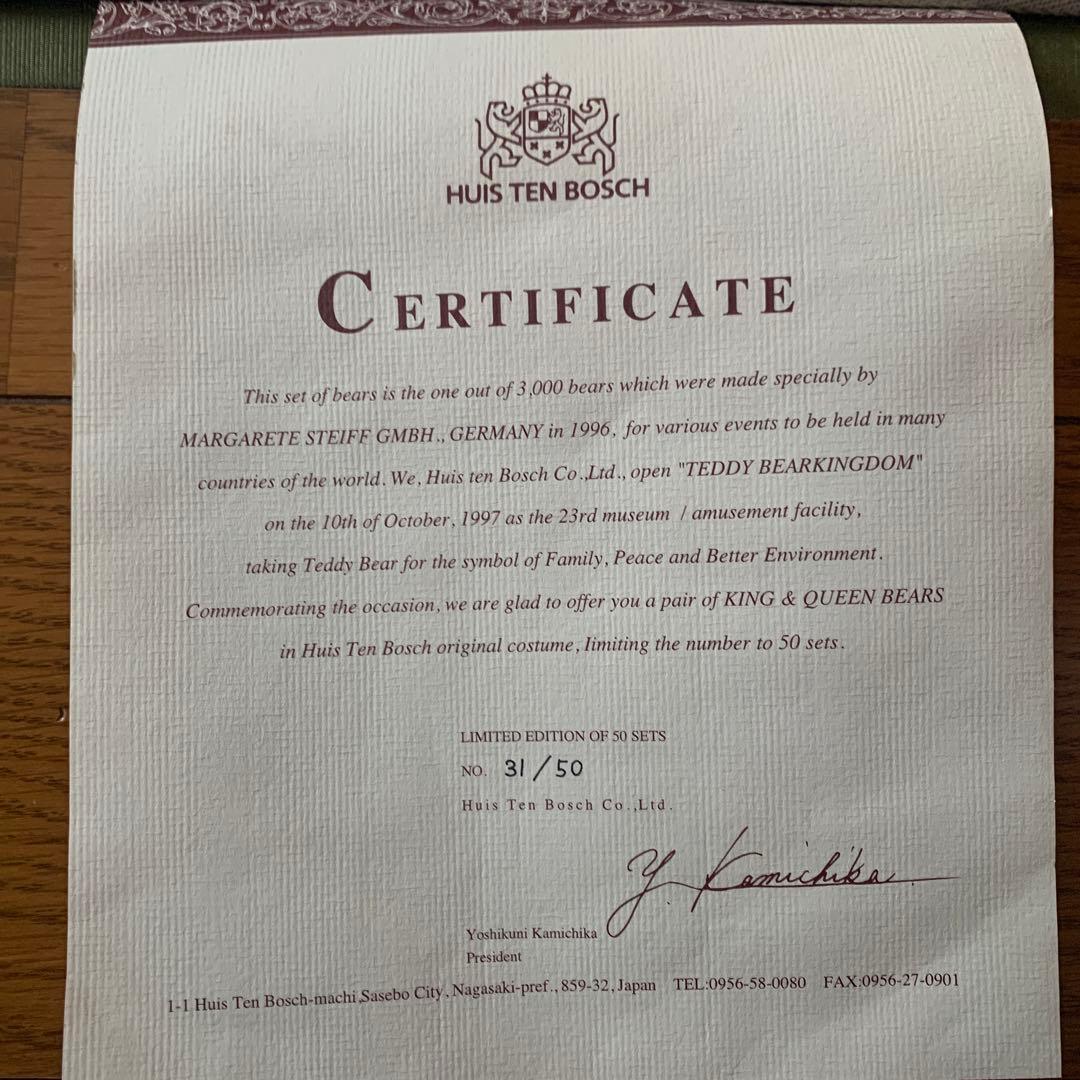 HUIS TEN BOSCH
CERTIFICATE
This set of bears is the one out of 3,000 bears which were made specially by
MARGARETE STEIFF GMBH., GERMANY in 1996, for various events to be held in many
countries of the world. We, Huis ten Bosch Co.,Ltd., open "TEDDY BEARKINGDOM"
on the 10th of October, 1997 as the 23rd museum / amusement facility,
taking Teddy Bear for the symbol of Family, Peace and Better Environment.
Commemorating the occasion, we are glad to offer you a pair of KING & QUEEN BEARS
in Huis Ten Bosch original costume, limiting the number to 50 sets.
LIMITED EDITION OF 50 SETS
NO. 31/50
Huis Ten Bosch Co.,Ltd.
Y. Kamichika
Yoshikuni Kamichika
President
1-1 Huis Ten Bosch-machi,Sasebo City, Nagasaki-pref., 859-32, Japan TEL:0956-58-0080 FAX:0956-27-0901